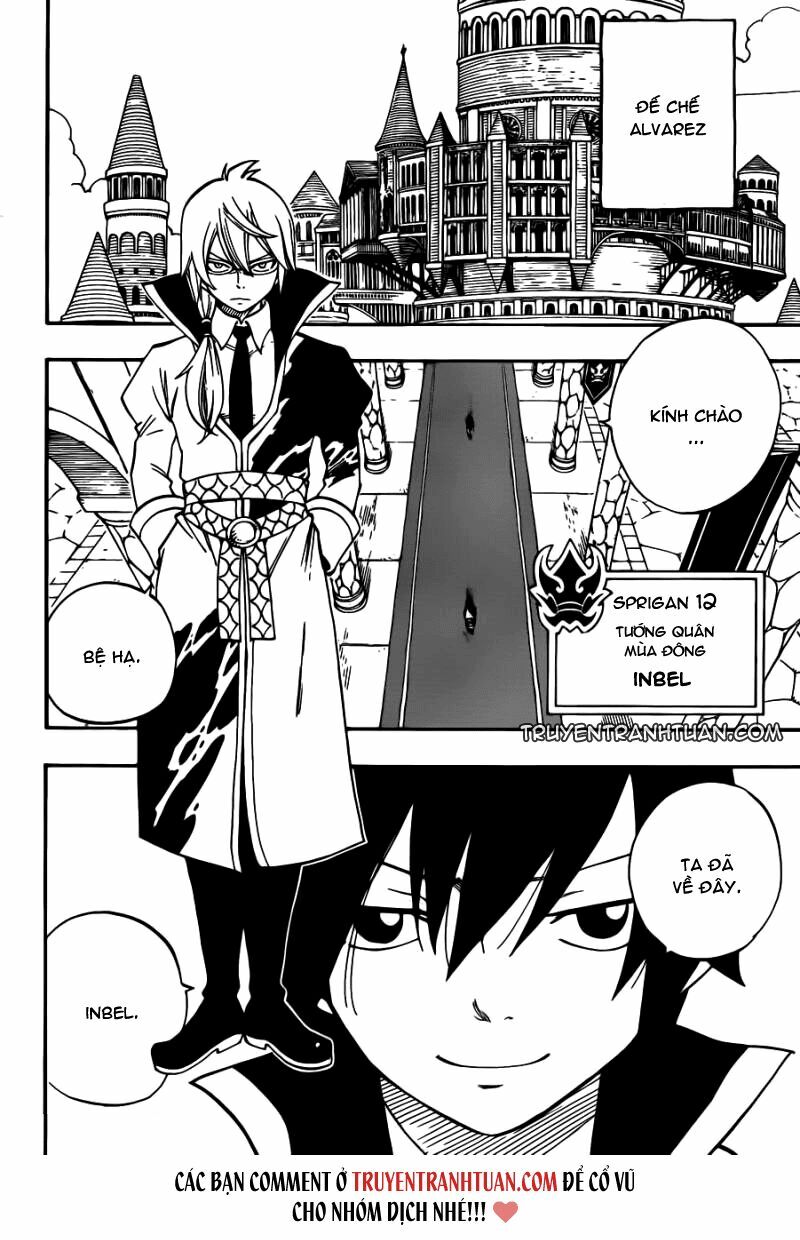 ĐẾ CHẾ
ALVAREZ
KÍNH CHÀO
...
SPRIGAN 12
TƯỚNG QUÂN
MÙA ĐÔNG
INBEL
BỆ HẠ.
TRUYENTRANHTUAN.COM
TA ĐÃ
VỀ ĐÂY.
INBEL.
CÁC BẠN COMMENT Ở TRUYENTRANHTUAN.COM ĐỂ CỔ VŨ
CHO NHÓM DỊCH NHÉ!!!